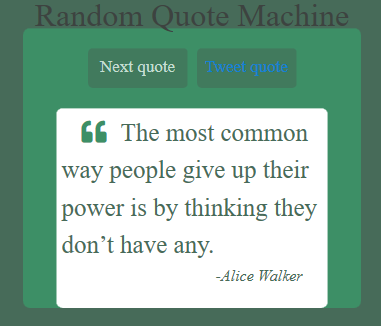 Random Quote Machine
Next quote
Tweet quote
“ The most common
way people give up their
power is by thinking they
don’t have any.
-Alice Walker